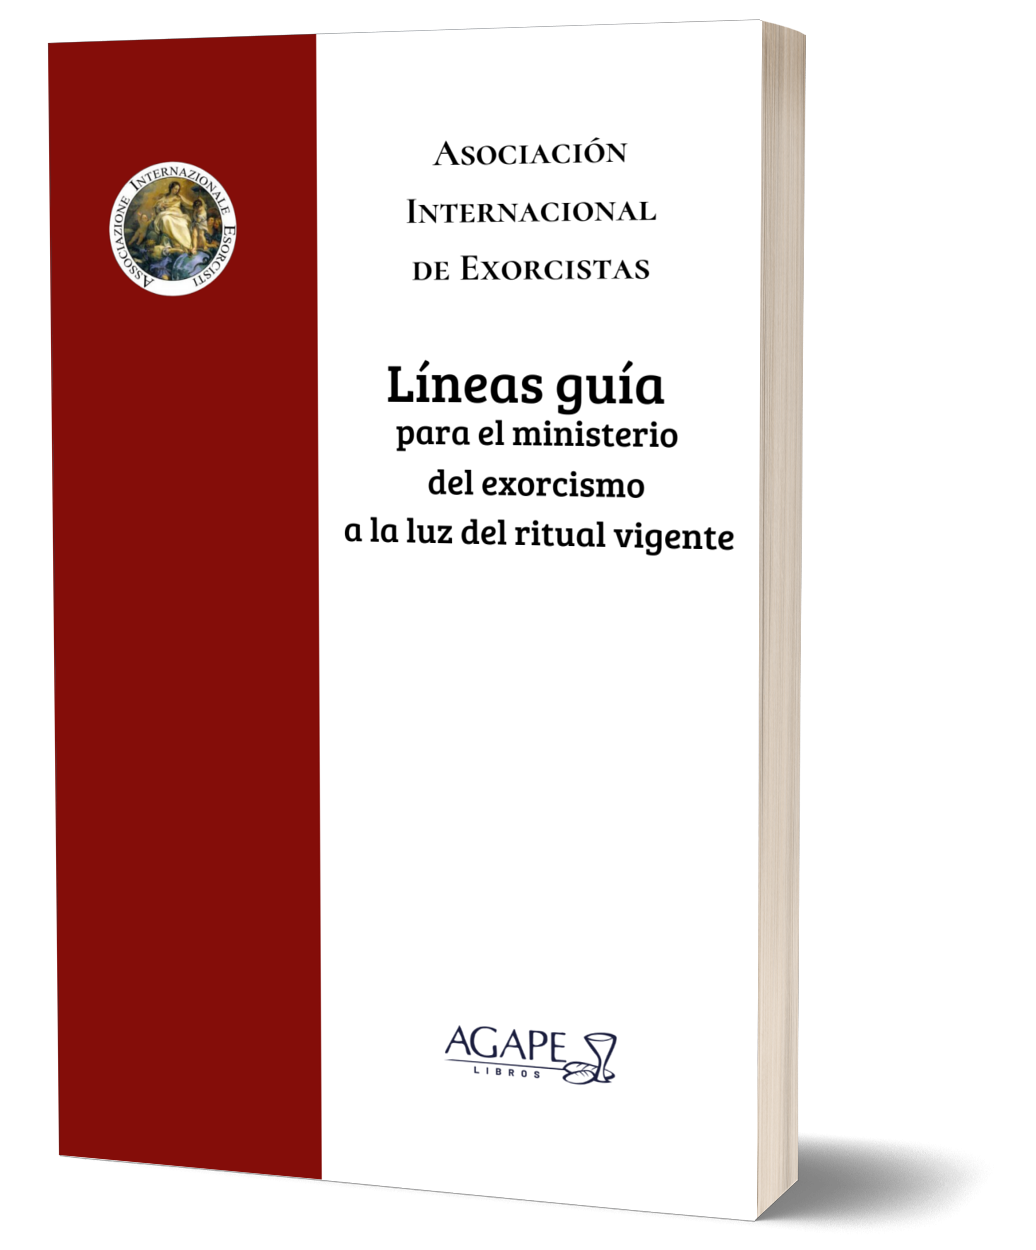 Associazione Internazionale Esorcisti
Asociación
Internacional
de Exorcistas
Líneas guía
para el ministerio
del exorcismo
a la luz del ritual vigente
AGAPE
LIBROS